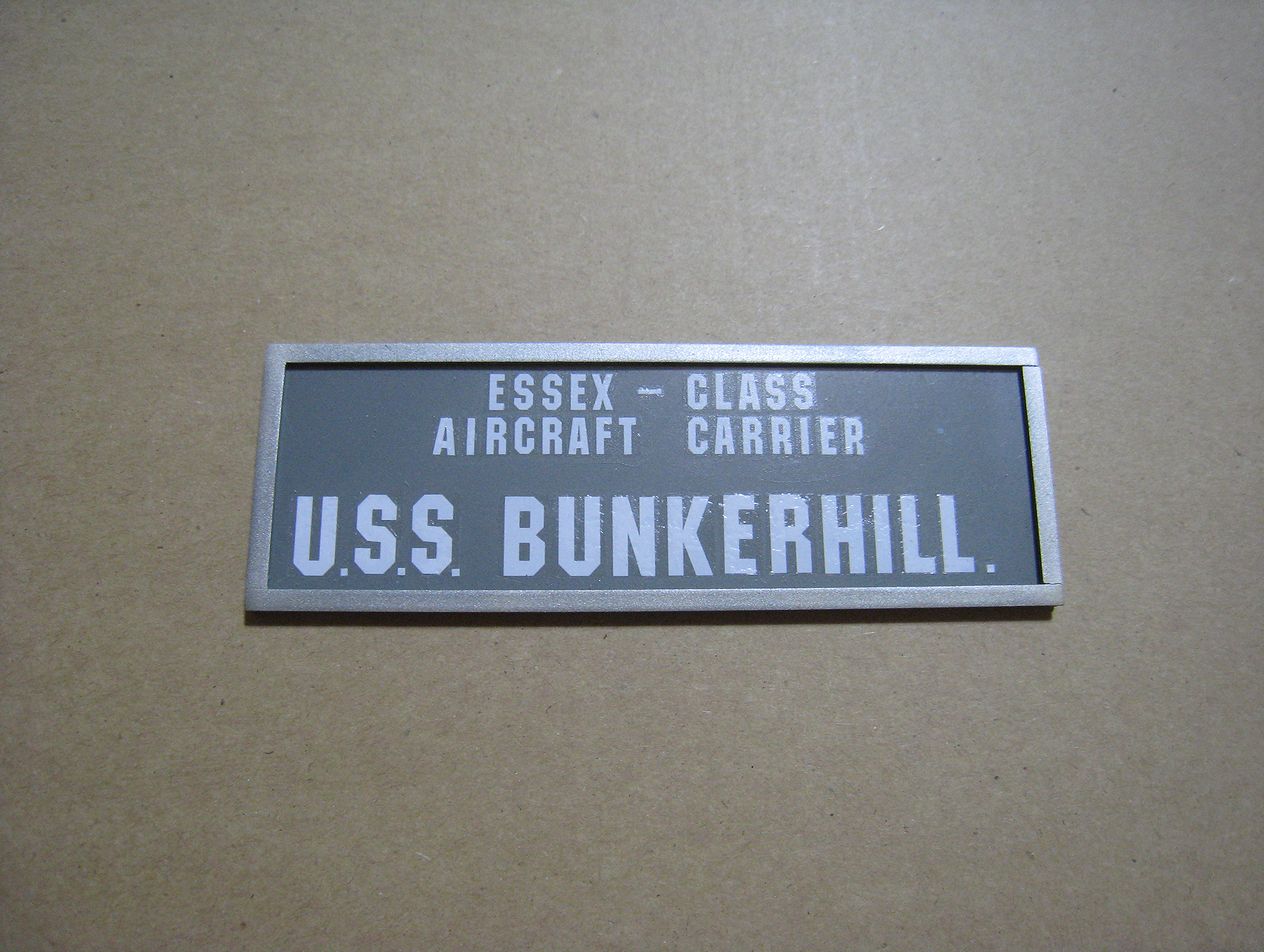 ESSEX - CLASS
AIRCRAFT CARRIER
U.S.S. BUNKERHILL.